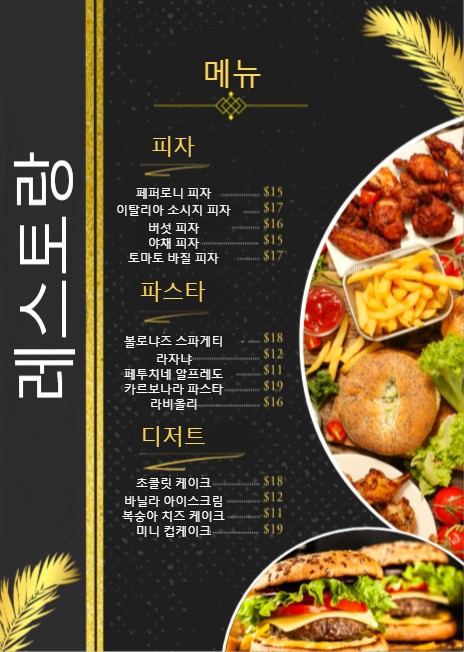 레스토랑
메뉴
피자
페퍼로니 피자 $15
이탈리아 소시지 피자 $17
버섯 피자 $16
야채 피자 $15
토마토 바질 피자 $17
파스타
볼로냐즈 스파게티 $18
라자냐 $12
페투치네 알프레도 $11
카르보나라 파스타 $19
라비올리 $16
디저트
초콜릿 케이크 $18
바닐라 아이스크림 $12
복숭아 치즈 케이크 $11
미니 컵케이크 $19